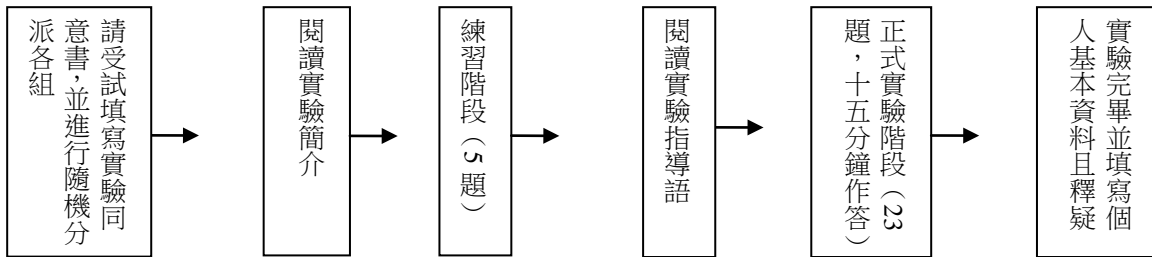 請受試填寫實驗同
意書，並進行隨機分
派各組
閱讀實驗簡介
練習階段（5 題）
閱讀實驗指導語
正式實驗階段（23
題，十五分鐘作答）
實驗完畢並填寫個
人基本資料且釋疑